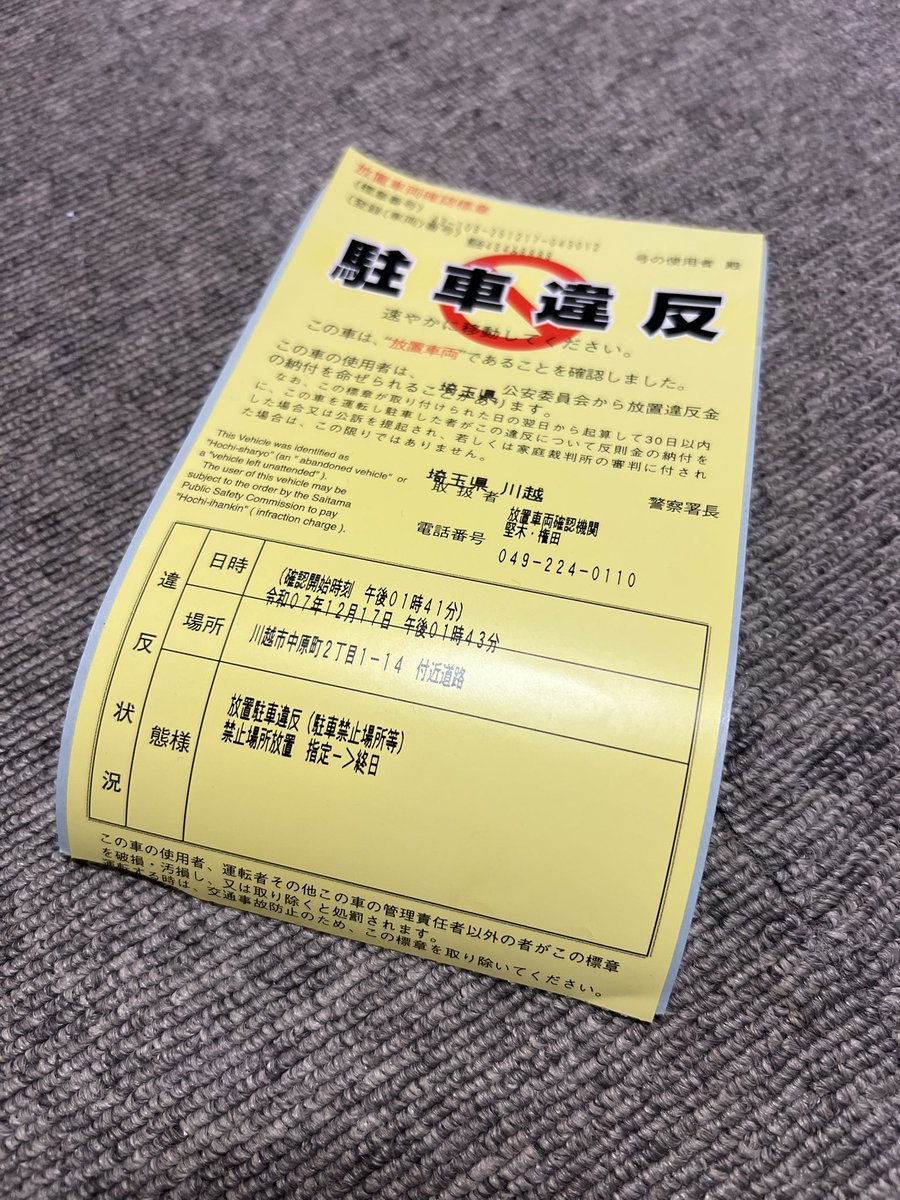 放置車両確認標章
(標章番号)
(登録(車両)番号)
号の使用者 殿
駐車違反
速やかに移動してください。
この車は、“放置車両”であることを確認しました。
この車の使用者は、 埼玉県 公安委員会から放置違反金
の納付を命ぜられることがあります。
なお、この標章が取り付けられた日の翌日から起算して30日以内
に、この車を運転し駐車した者がこの違反について反則金の納付を
した場合又は公訴を提起され、若しくは家庭裁判所の審判に付され
た場合は、この限りではありません。
This Vehicle was identified as
"Hochi-sharyo" (an " abandoned vehicle" or
a "vehicle left unattended" ).
The user of this vehicle may be
subject to the order by the Saitama
Public Safety Commission to pay
"Hochi-ihankin" ( infraction charge ).
埼玉県 川越 警察署長
取扱者 放置車両確認機関
堅木・権田
電話番号 049-224-0110
違反状況
日時 (確認開始時刻 午後01時41分)
令和07年12月17日 午後01時43分
場所 川越市中原町2丁目1-14 付近道路
態様 放置駐車違反(駐車禁止場所等)
禁止場所放置 指定->終日
この車の使用者、運転者その他この車の管理責任者以外の者がこの標章
を破損・汚損し、又は取り除くと処罰されます。
運転する時は、交通事故防止のため、この標章を取り除いてください。